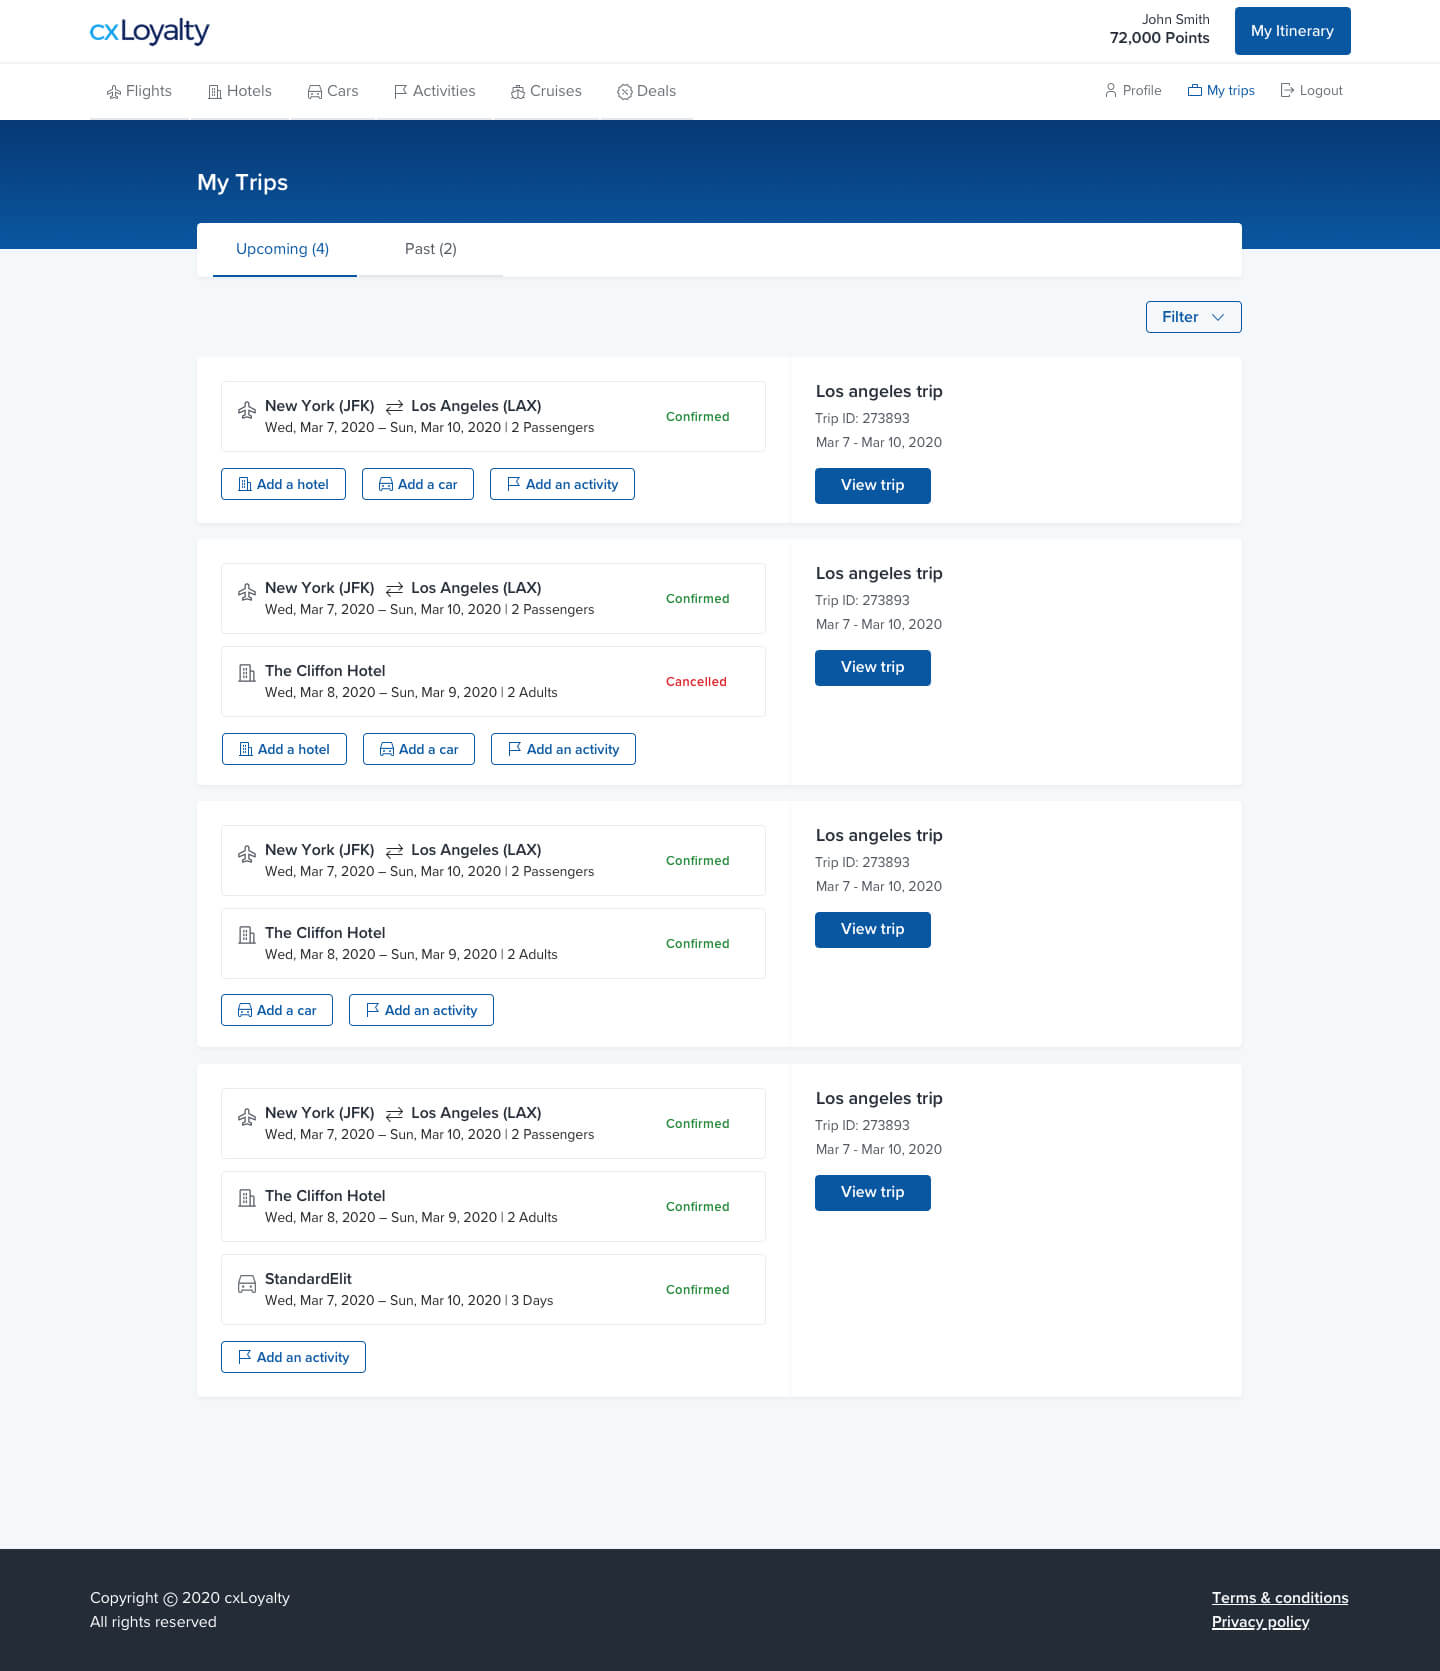 cxLoyalty
John Smith
72,000 Points
My Itinerary
Flights
Hotels
Cars
Activities
Cruises
Deals
Profile
My trips
Logout
My Trips
Upcoming (4)
Past (2)
Filter
New York (JFK) ⇄ Los Angeles (LAX)
Wed, Mar 7, 2020 – Sun, Mar 10, 2020 | 2 Passengers
Confirmed
Add a hotel
Add a car
Add an activity
Los angeles trip
Trip ID: 273893
Mar 7 - Mar 10, 2020
View trip
New York (JFK) ⇄ Los Angeles (LAX)
Wed, Mar 7, 2020 – Sun, Mar 10, 2020 | 2 Passengers
Confirmed
The Cliffon Hotel
Wed, Mar 8, 2020 – Sun, Mar 9, 2020 | 2 Adults
Cancelled
Add a hotel
Add a car
Add an activity
Los angeles trip
Trip ID: 273893
Mar 7 - Mar 10, 2020
View trip
New York (JFK) ⇄ Los Angeles (LAX)
Wed, Mar 7, 2020 – Sun, Mar 10, 2020 | 2 Passengers
Confirmed
The Cliffon Hotel
Wed, Mar 8, 2020 – Sun, Mar 9, 2020 | 2 Adults
Confirmed
Add a car
Add an activity
Los angeles trip
Trip ID: 273893
Mar 7 - Mar 10, 2020
View trip
New York (JFK) ⇄ Los Angeles (LAX)
Wed, Mar 7, 2020 – Sun, Mar 10, 2020 | 2 Passengers
Confirmed
The Cliffon Hotel
Wed, Mar 8, 2020 – Sun, Mar 9, 2020 | 2 Adults
Confirmed
StandardElit
Wed, Mar 7, 2020 – Sun, Mar 10, 2020 | 3 Days
Confirmed
Add an activity
Los angeles trip
Trip ID: 273893
Mar 7 - Mar 10, 2020
View trip
Copyright © 2020 cxLoyalty
All rights reserved
Terms & conditions
Privacy policy